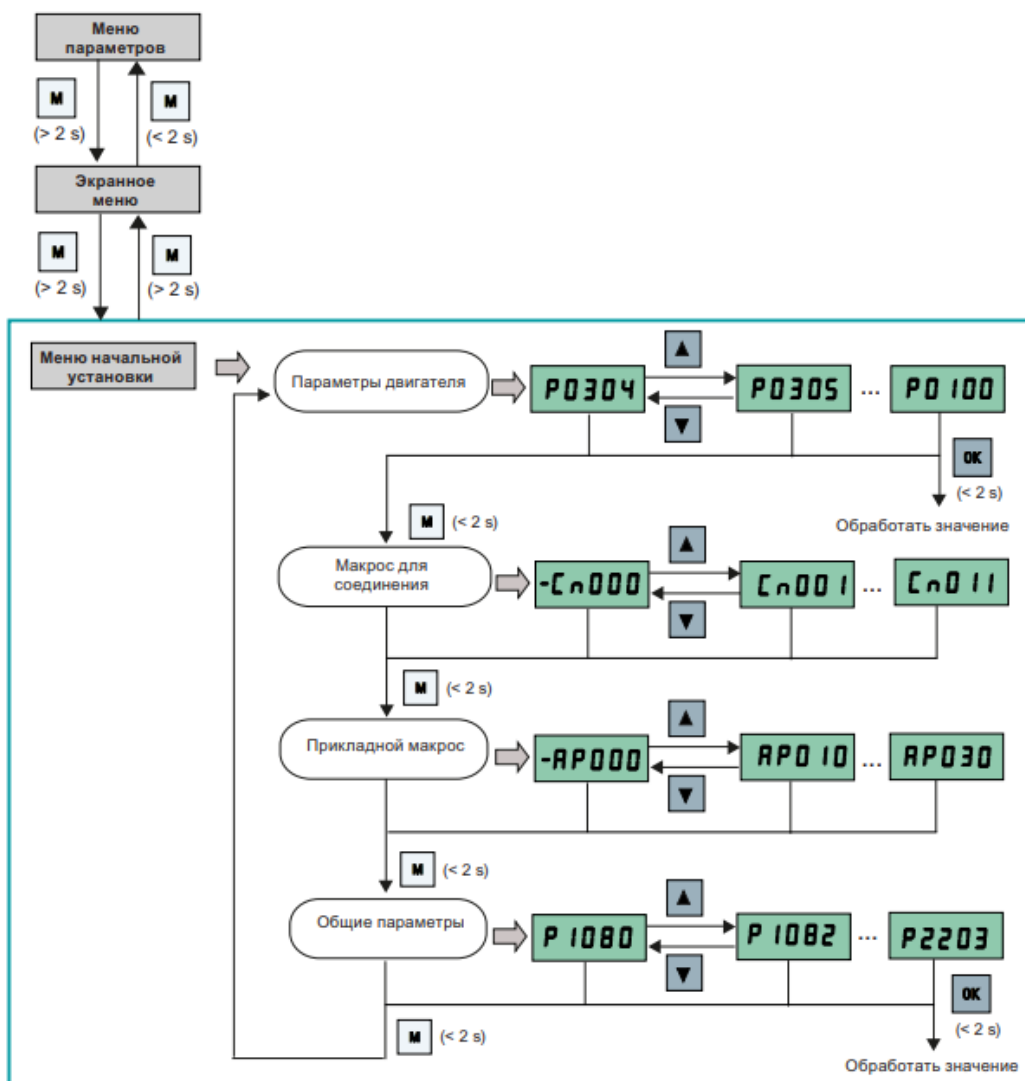 Меню
параметров
M
M
(> 2 s)
(< 2 s)
Экранное
меню
M
M
(> 2 s)
(> 2 s)
Меню начальной
установки
Параметры двигателя
P0304
P0305
...
P0100
OK
(< 2 s)
Обработать значение
M
(< 2 s)
Макрос для
соединения
-Cn000
Cn001
...
Cn011
M
(< 2 s)
Прикладной макрос
-AP000
AP010
...
AP030
M
(< 2 s)
Общие параметры
P1080
P1082
...
P2203
OK
(< 2 s)
Обработать значение
M
(< 2 s)